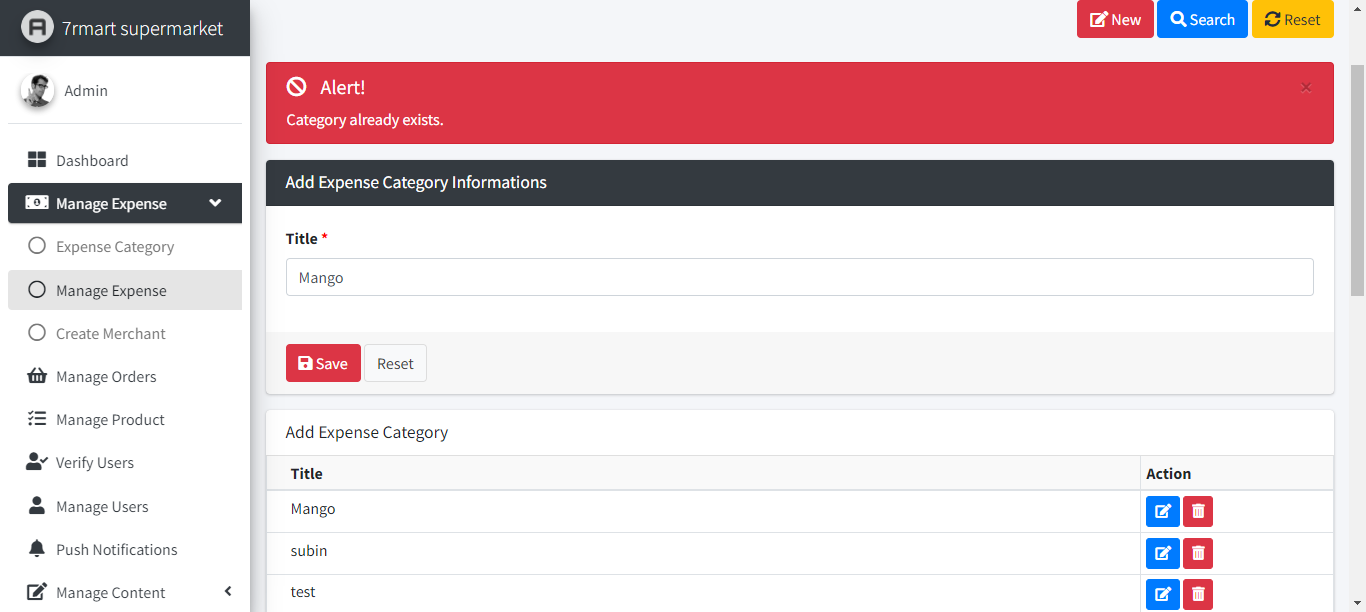 7rmart supermarket
Admin
Dashboard
Manage Expense
Expense Category
Manage Expense
Create Merchant
Manage Orders
Manage Product
Verify Users
Manage Users
Push Notifications
Manage Content
New Search Reset
Alert! ×
Category already exists.
Add Expense Category Informations
Title *
Mango
Save Reset
Add Expense Category
Title Action
Mango
subin
test